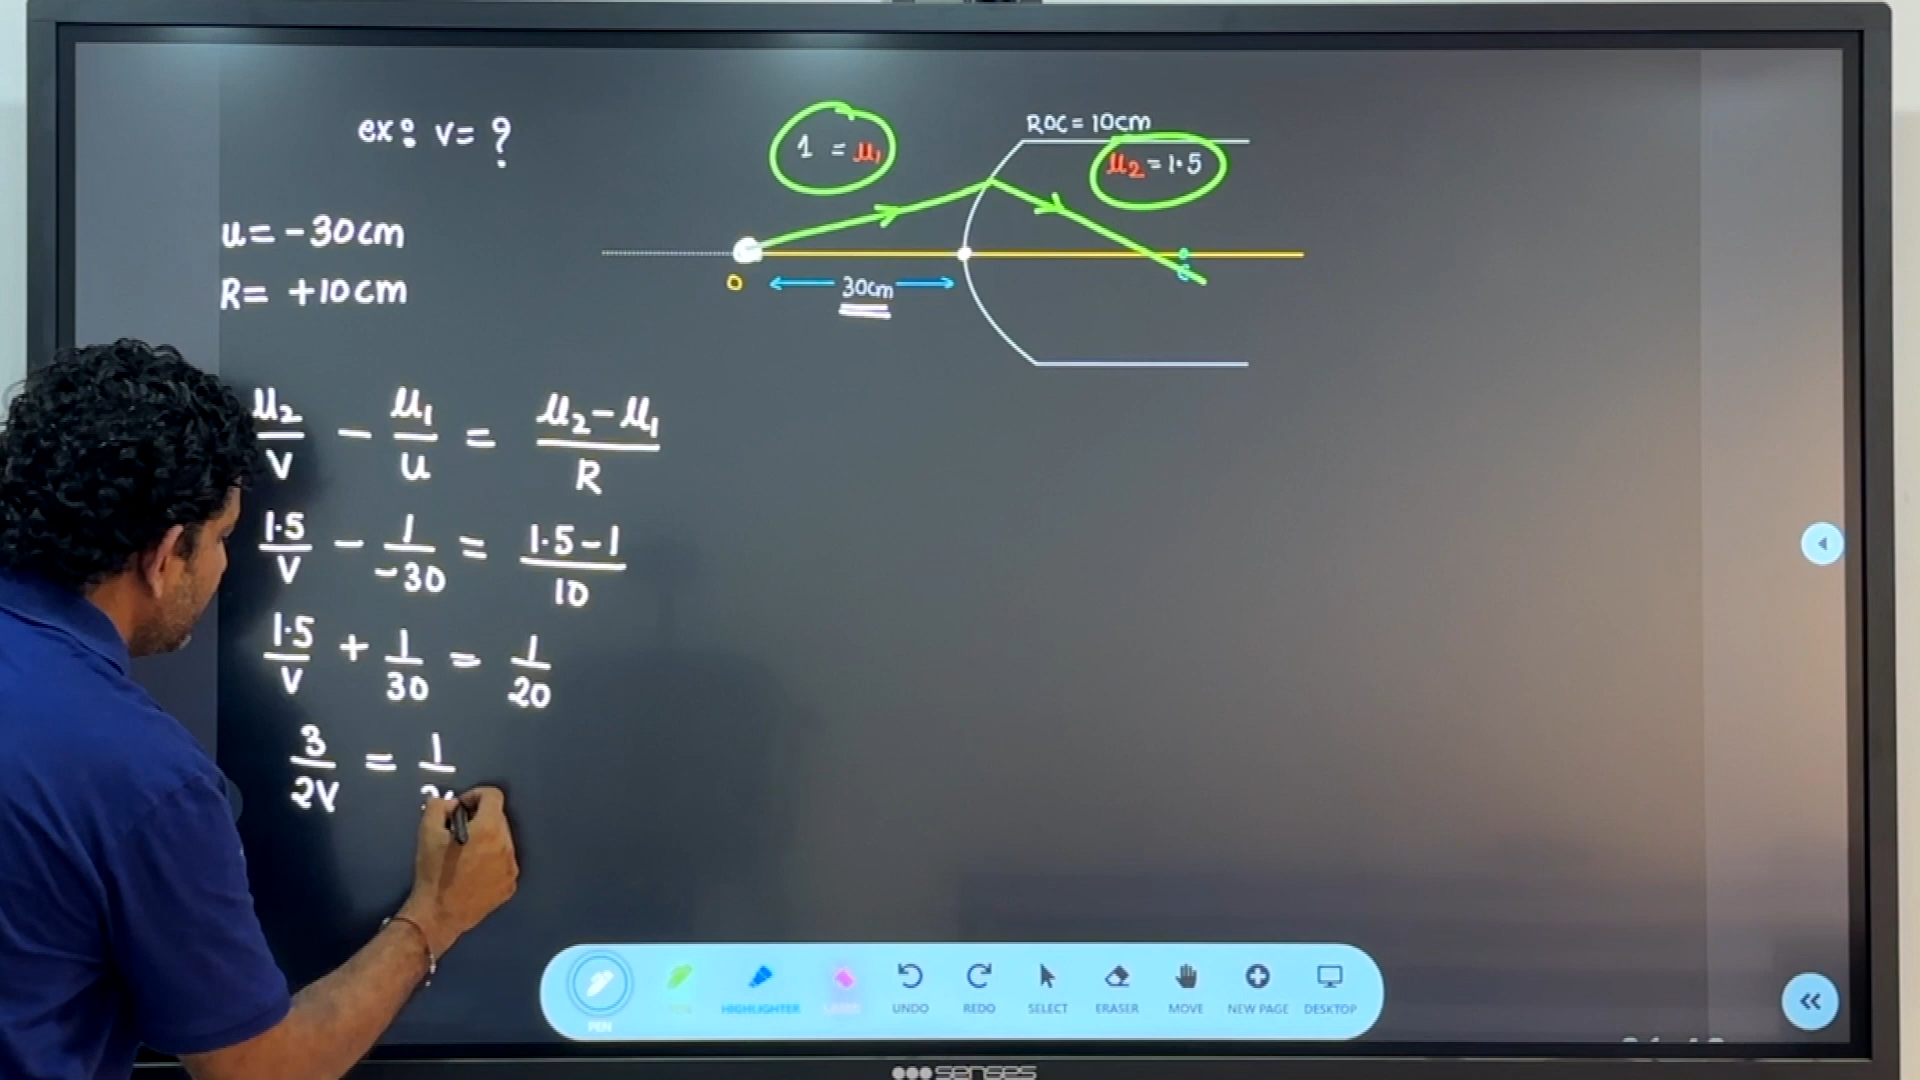 ex: v= ?
u= -30cm
R= +10cm
μ2/v - μ1/u = μ2-μ1/R
1.5/v - 1/-30 = 1.5-1/10
1.5/v + 1/30 = 1/20
3/2v = 1/
1 = μ1
ROC = 10cm
μ2 = 1.5
O
30cm
C
PEN
HIGHLIGHTER
UNDO
REDO
SELECT
ERASER
MOVE
NEW PAGE
DESKTOP
senses